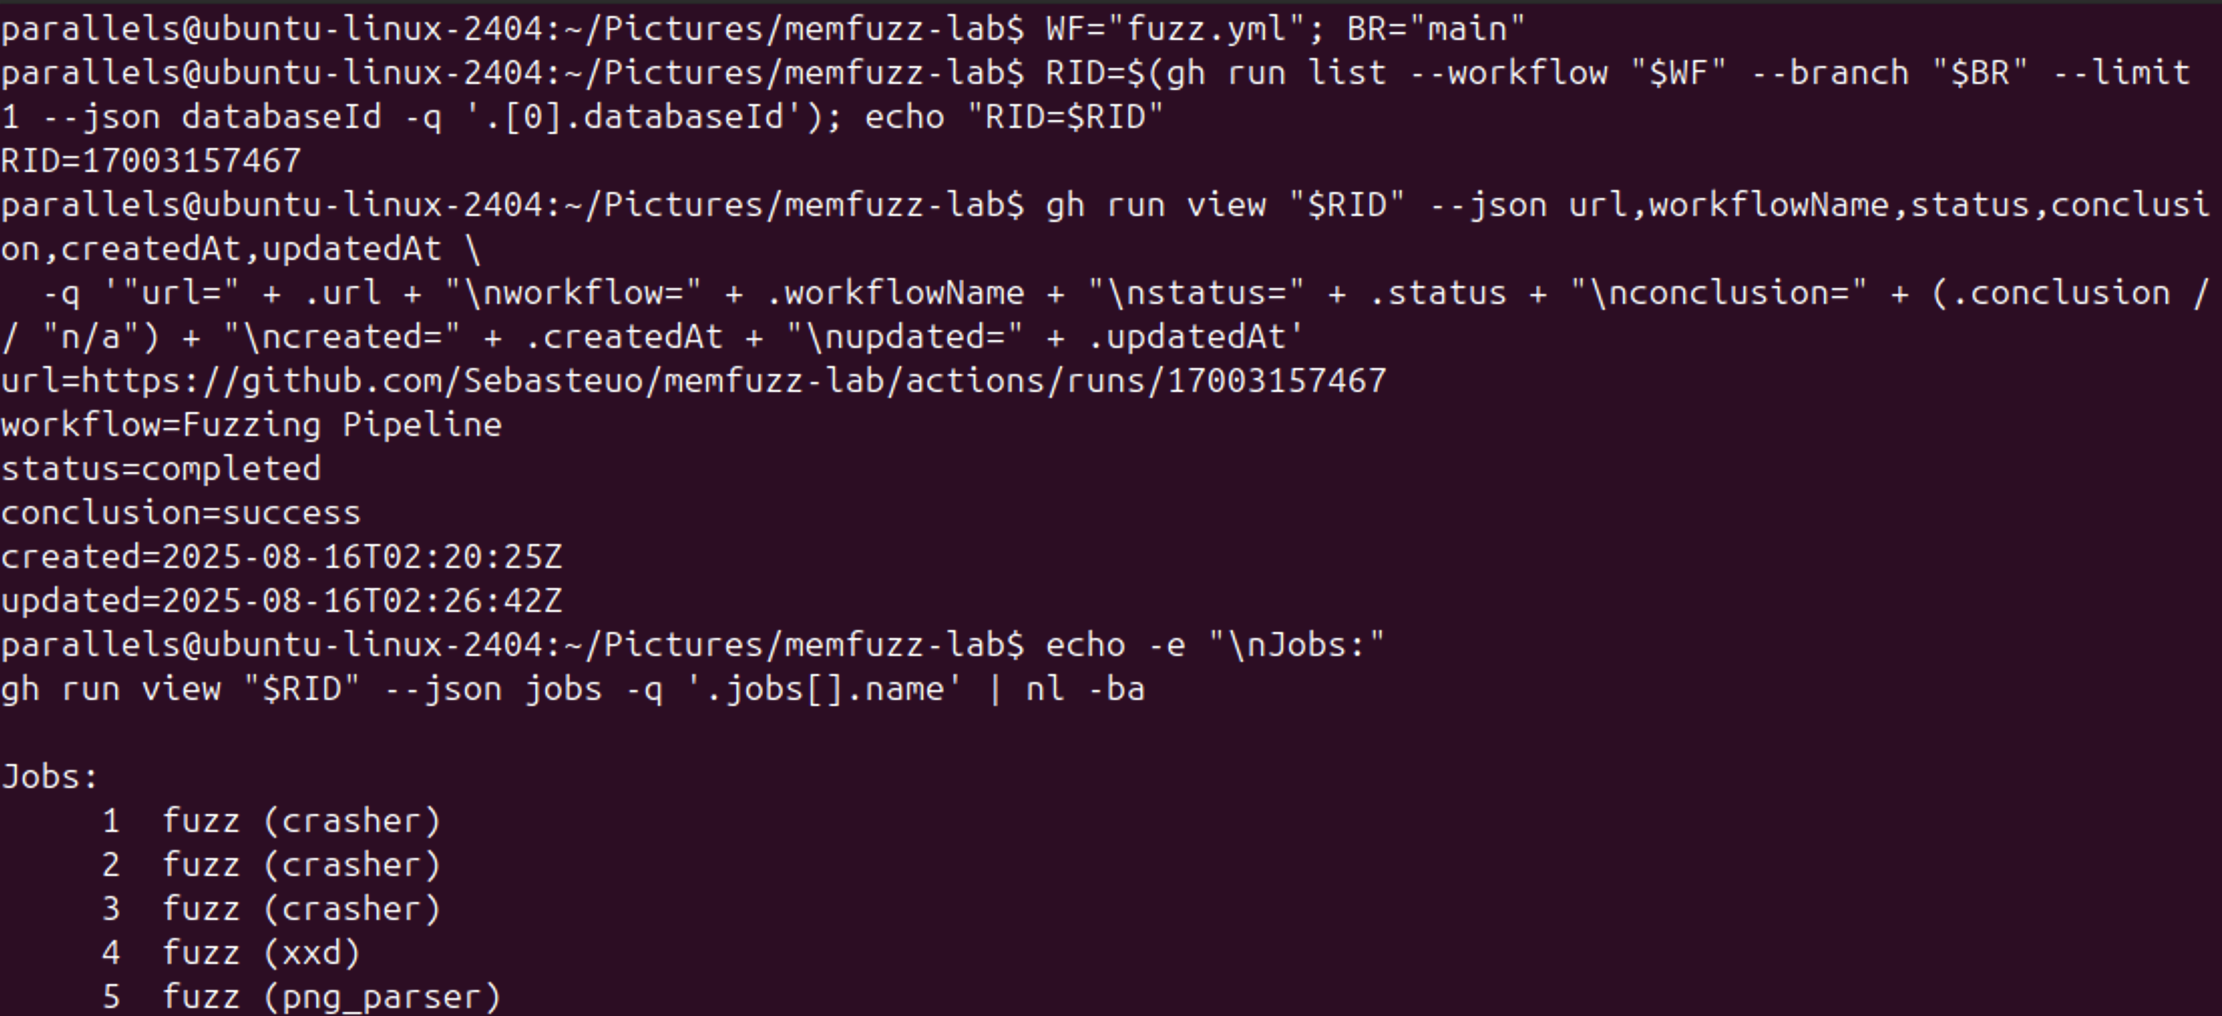 parallels@ubuntu-linux-2404:~/Pictures/memfuzz-lab$ WF="fuzz.yml"; BR="main"
parallels@ubuntu-linux-2404:~/Pictures/memfuzz-lab$ RID=$(gh run list --workflow "$WF" --branch "$BR" --limit
1 --json databaseId -q '.[0].databaseId'); echo "RID=$RID"
RID=17003157467
parallels@ubuntu-linux-2404:~/Pictures/memfuzz-lab$ gh run view "$RID" --json url,workflowName,status,conclusi
on,createdAt,updatedAt \
  -q '"url=" + .url + "\nworkflow=" + .workflowName + "\nstatus=" + .status + "\nconclusion=" + (.conclusion /
/ "n/a") + "\ncreated=" + .createdAt + "\nupdated=" + .updatedAt'
url=https://github.com/Sebasteuo/memfuzz-lab/actions/runs/17003157467
workflow=Fuzzing Pipeline
status=completed
conclusion=success
created=2025-08-16T02:20:25Z
updated=2025-08-16T02:26:42Z
parallels@ubuntu-linux-2404:~/Pictures/memfuzz-lab$ echo -e "\nJobs:"
gh run view "$RID" --json jobs -q '.jobs[].name' | nl -ba

Jobs:
     1  fuzz (crasher)
     2  fuzz (crasher)
     3  fuzz (crasher)
     4  fuzz (xxd)
     5  fuzz (png_parser)